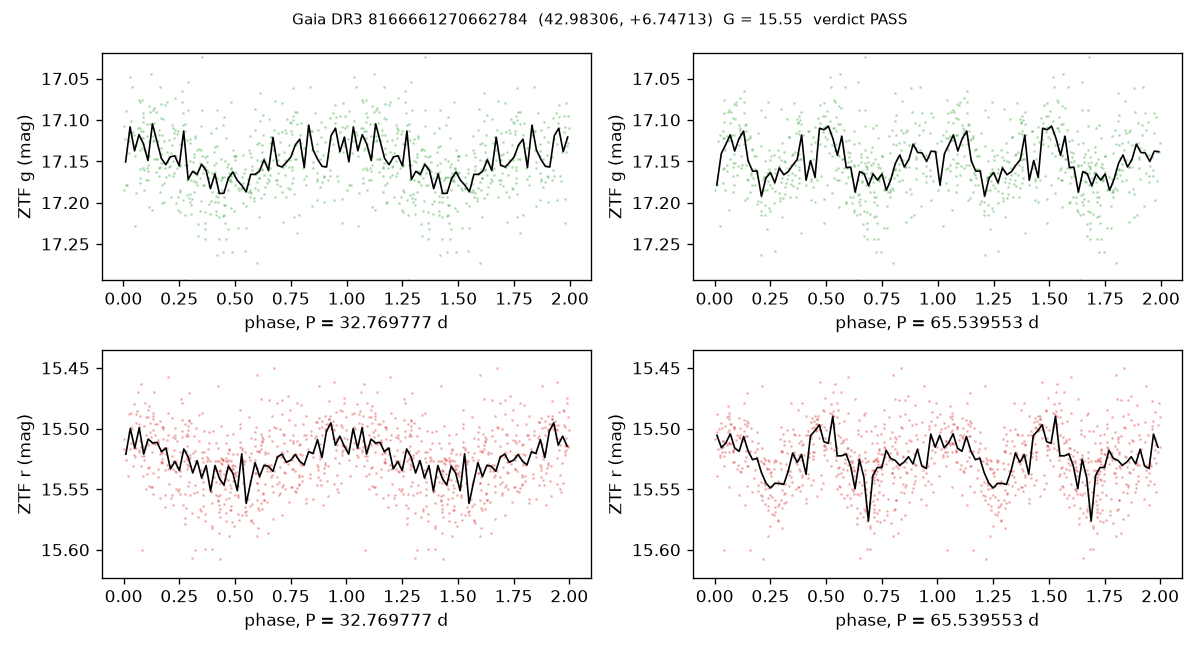 Gaia DR3 8166661270662784 (42.98306, +6.74713) G = 15.55 verdict PASS
ZTF g (mag)
17.05
17.10
17.15
17.20
17.25
0.00 0.25 0.50 0.75 1.00 1.25 1.50 1.75 2.00
phase, P = 32.769777 d
ZTF g (mag)
17.05
17.10
17.15
17.20
17.25
0.00 0.25 0.50 0.75 1.00 1.25 1.50 1.75 2.00
phase, P = 65.539553 d
ZTF r (mag)
15.45
15.50
15.55
15.60
0.00 0.25 0.50 0.75 1.00 1.25 1.50 1.75 2.00
phase, P = 32.769777 d
ZTF r (mag)
15.45
15.50
15.55
15.60
0.00 0.25 0.50 0.75 1.00 1.25 1.50 1.75 2.00
phase, P = 65.539553 d